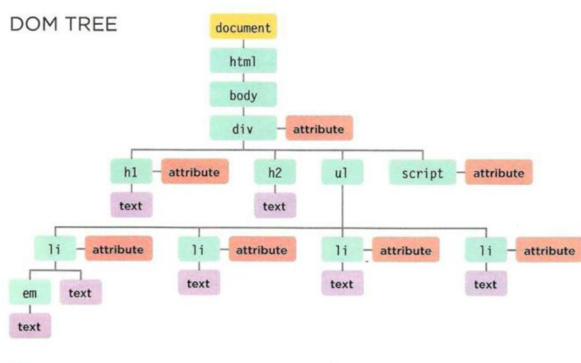 DOM TREE
document
html
body
div attribute
h1 attribute h2 ul script attribute
text text
li attribute li attribute li attribute li attribute
em text text text text
text